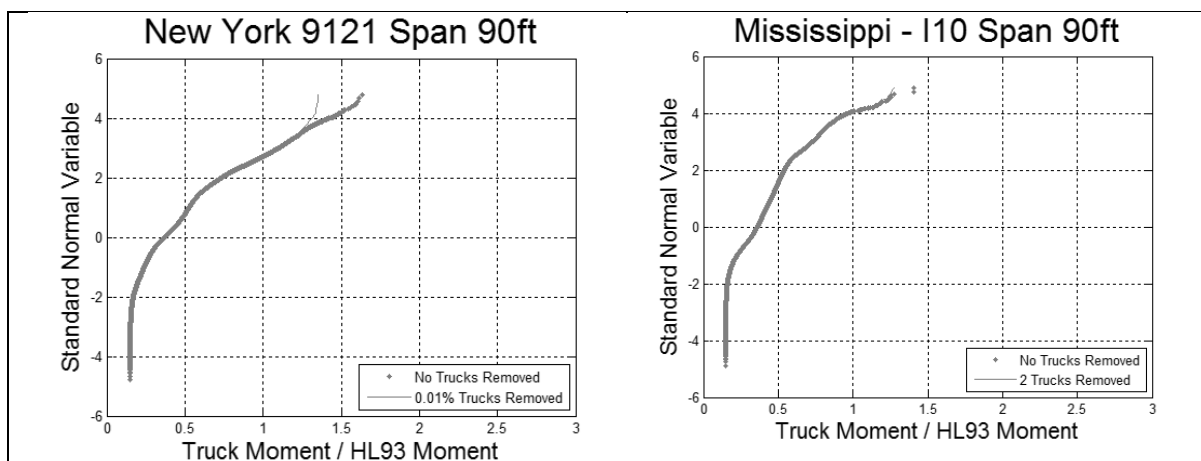 New York 9121 Span 90ft
Standard Normal Variable
6
4
2
0
-2
-4
-6
0
0.5
1
1.5
2
2.5
3
Truck Moment / HL93 Moment
No Trucks Removed
0.01% Trucks Removed
Mississippi - I10 Span 90ft
Standard Normal Variable
6
4
2
0
-2
-4
-6
0
0.5
1
1.5
2
2.5
3
Truck Moment / HL93 Moment
No Trucks Removed
2 Trucks Removed